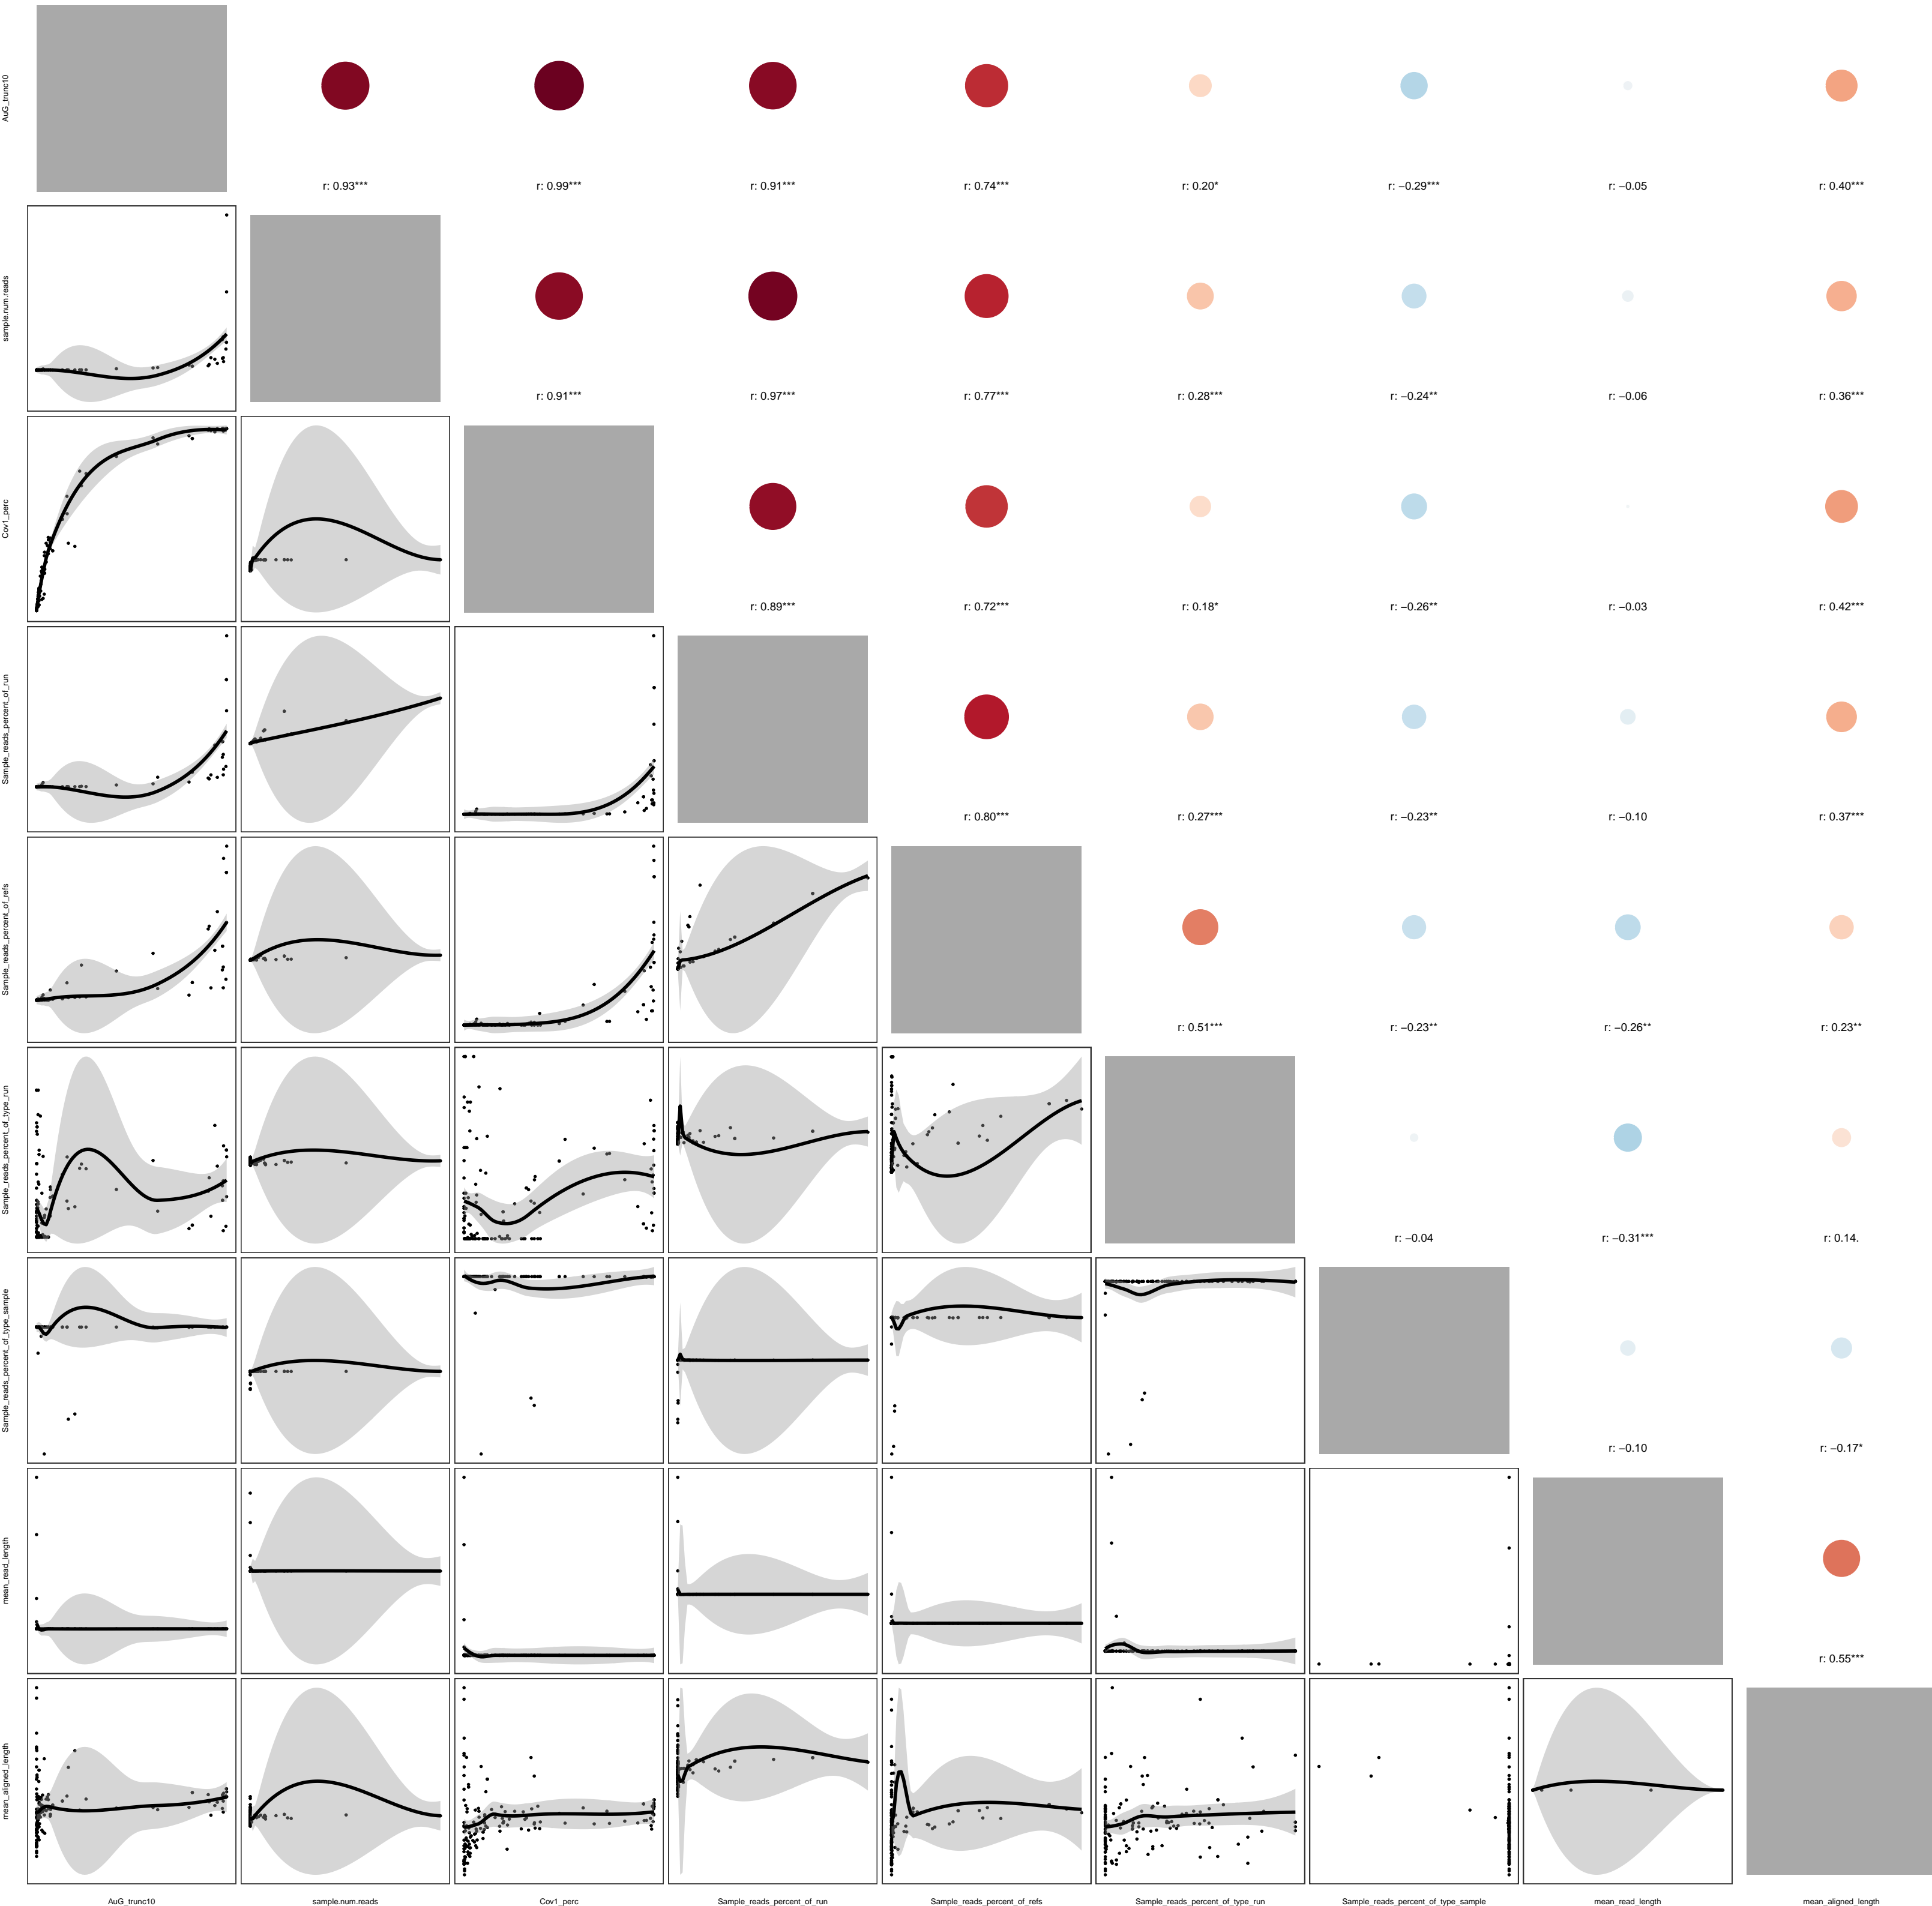 AuG_trunc10
r: 0.93***
r: 0.99***
r: 0.91***
r: 0.74***
r: 0.20*
r: −0.29***
r: −0.05
r: 0.40***
sample.num.reads
r: 0.91***
r: 0.97***
r: 0.77***
r: 0.28***
r: −0.24**
r: −0.06
r: 0.36***
Cov1_perc
r: 0.89***
r: 0.72***
r: 0.18*
r: −0.26**
r: −0.03
r: 0.42***
Sample_reads_percent_of_run
r: 0.80***
r: 0.27***
r: −0.23**
r: −0.10
r: 0.37***
Sample_reads_percent_of_refs
r: 0.51***
r: −0.23**
r: −0.26**
r: 0.23**
Sample_reads_percent_of_type_run
r: −0.04
r: −0.31***
r: 0.14.
Sample_reads_percent_of_type_sample
r: −0.10
r: −0.17*
mean_read_length
r: 0.55***
mean_aligned_length
AuG_trunc10
sample.num.reads
Cov1_perc
Sample_reads_percent_of_run
Sample_reads_percent_of_refs
Sample_reads_percent_of_type_run
Sample_reads_percent_of_type_sample
mean_read_length
mean_aligned_length